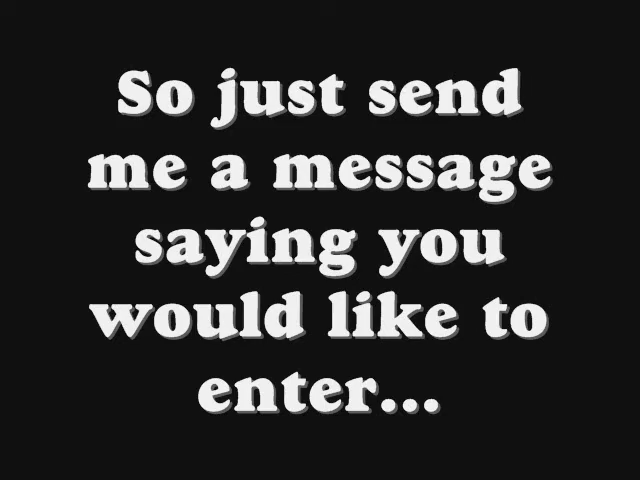 So just send
me a message
saying you
would like to
enter...